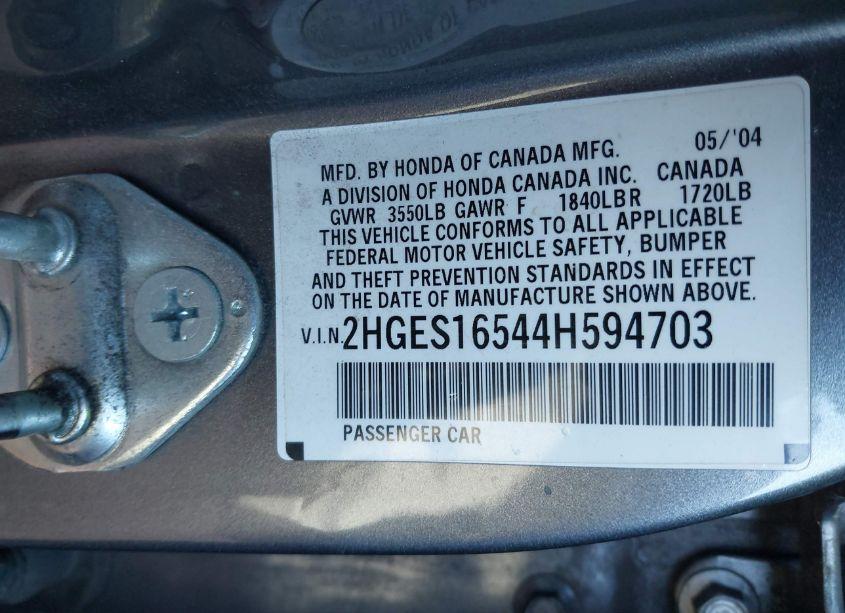 05/'04
MFD. BY HONDA OF CANADA MFG.
A DIVISION OF HONDA CANADA INC. CANADA
GVWR 3550LB GAWR F 1840LB R 1720LB
THIS VEHICLE CONFORMS TO ALL APPLICABLE
FEDERAL MOTOR VEHICLE SAFETY, BUMPER
AND THEFT PREVENTION STANDARDS IN EFFECT
ON THE DATE OF MANUFACTURE SHOWN ABOVE.
V.I.N. 2HGES16544H594703
PASSENGER CAR